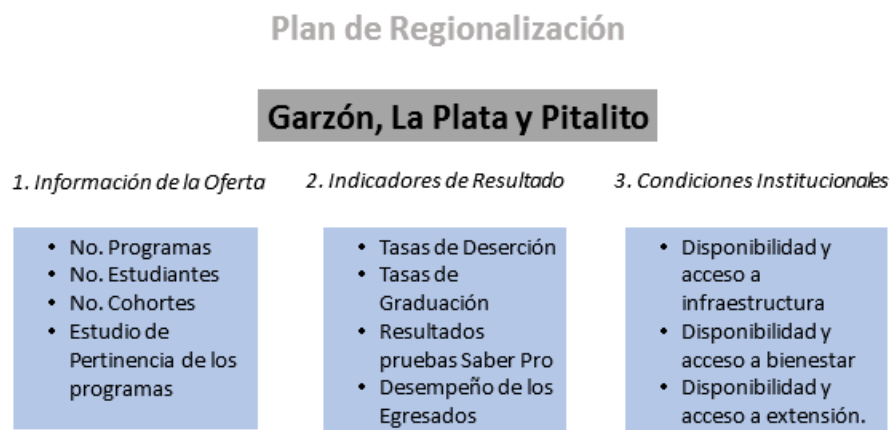 Plan de Regionalización
Garzón, La Plata y Pitalito
1. Información de la Oferta
• No. Programas
• No. Estudiantes
• No. Cohortes
• Estudio de
Pertinencia de los
programas
2. Indicadores de Resultado
• Tasas de Deserción
• Tasas de
Graduación
• Resultados
pruebas Saber Pro
• Desempeño de los
Egresados
3. Condiciones Institucionales
• Disponibilidad y
acceso a
infraestructura
• Disponibilidad y
acceso a bienestar
• Disponibilidad y
acceso a extensión.